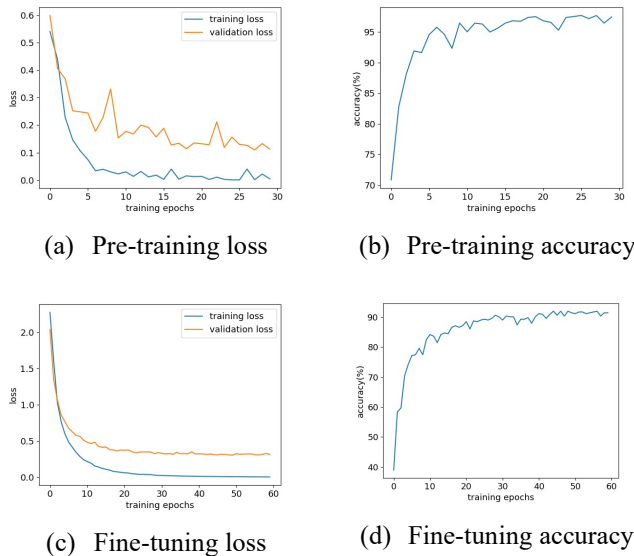 0.6
0.5
0.4
0.3
0.2
0.1
0.0
loss
0 5 10 15 20 25 30
training epochs
training loss
validation loss
(a) Pre-training loss
95
90
85
80
75
70
accuracy(%)
0 5 10 15 20 25 30
training epochs
(b) Pre-training accuracy
2.0
1.5
1.0
0.5
0.0
loss
0 10 20 30 40 50 60
training epochs
training loss
validation loss
(c) Fine-tuning loss
90
80
70
60
50
40
accuracy(%)
0 10 20 30 40 50 60
training epochs
(d) Fine-tuning accuracy